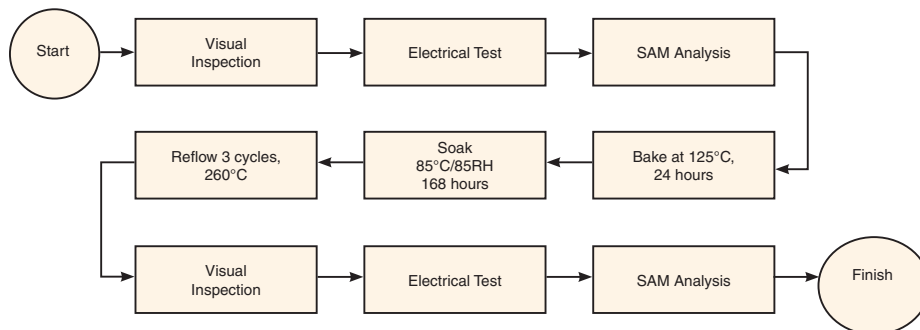 Start
Visual
Inspection
Electrical Test
SAM Analysis
Bake at 125°C,
24 hours
Soak
85°C/85RH
168 hours
Reflow 3 cycles,
260°C
Visual
Inspection
Electrical Test
SAM Analysis
Finish